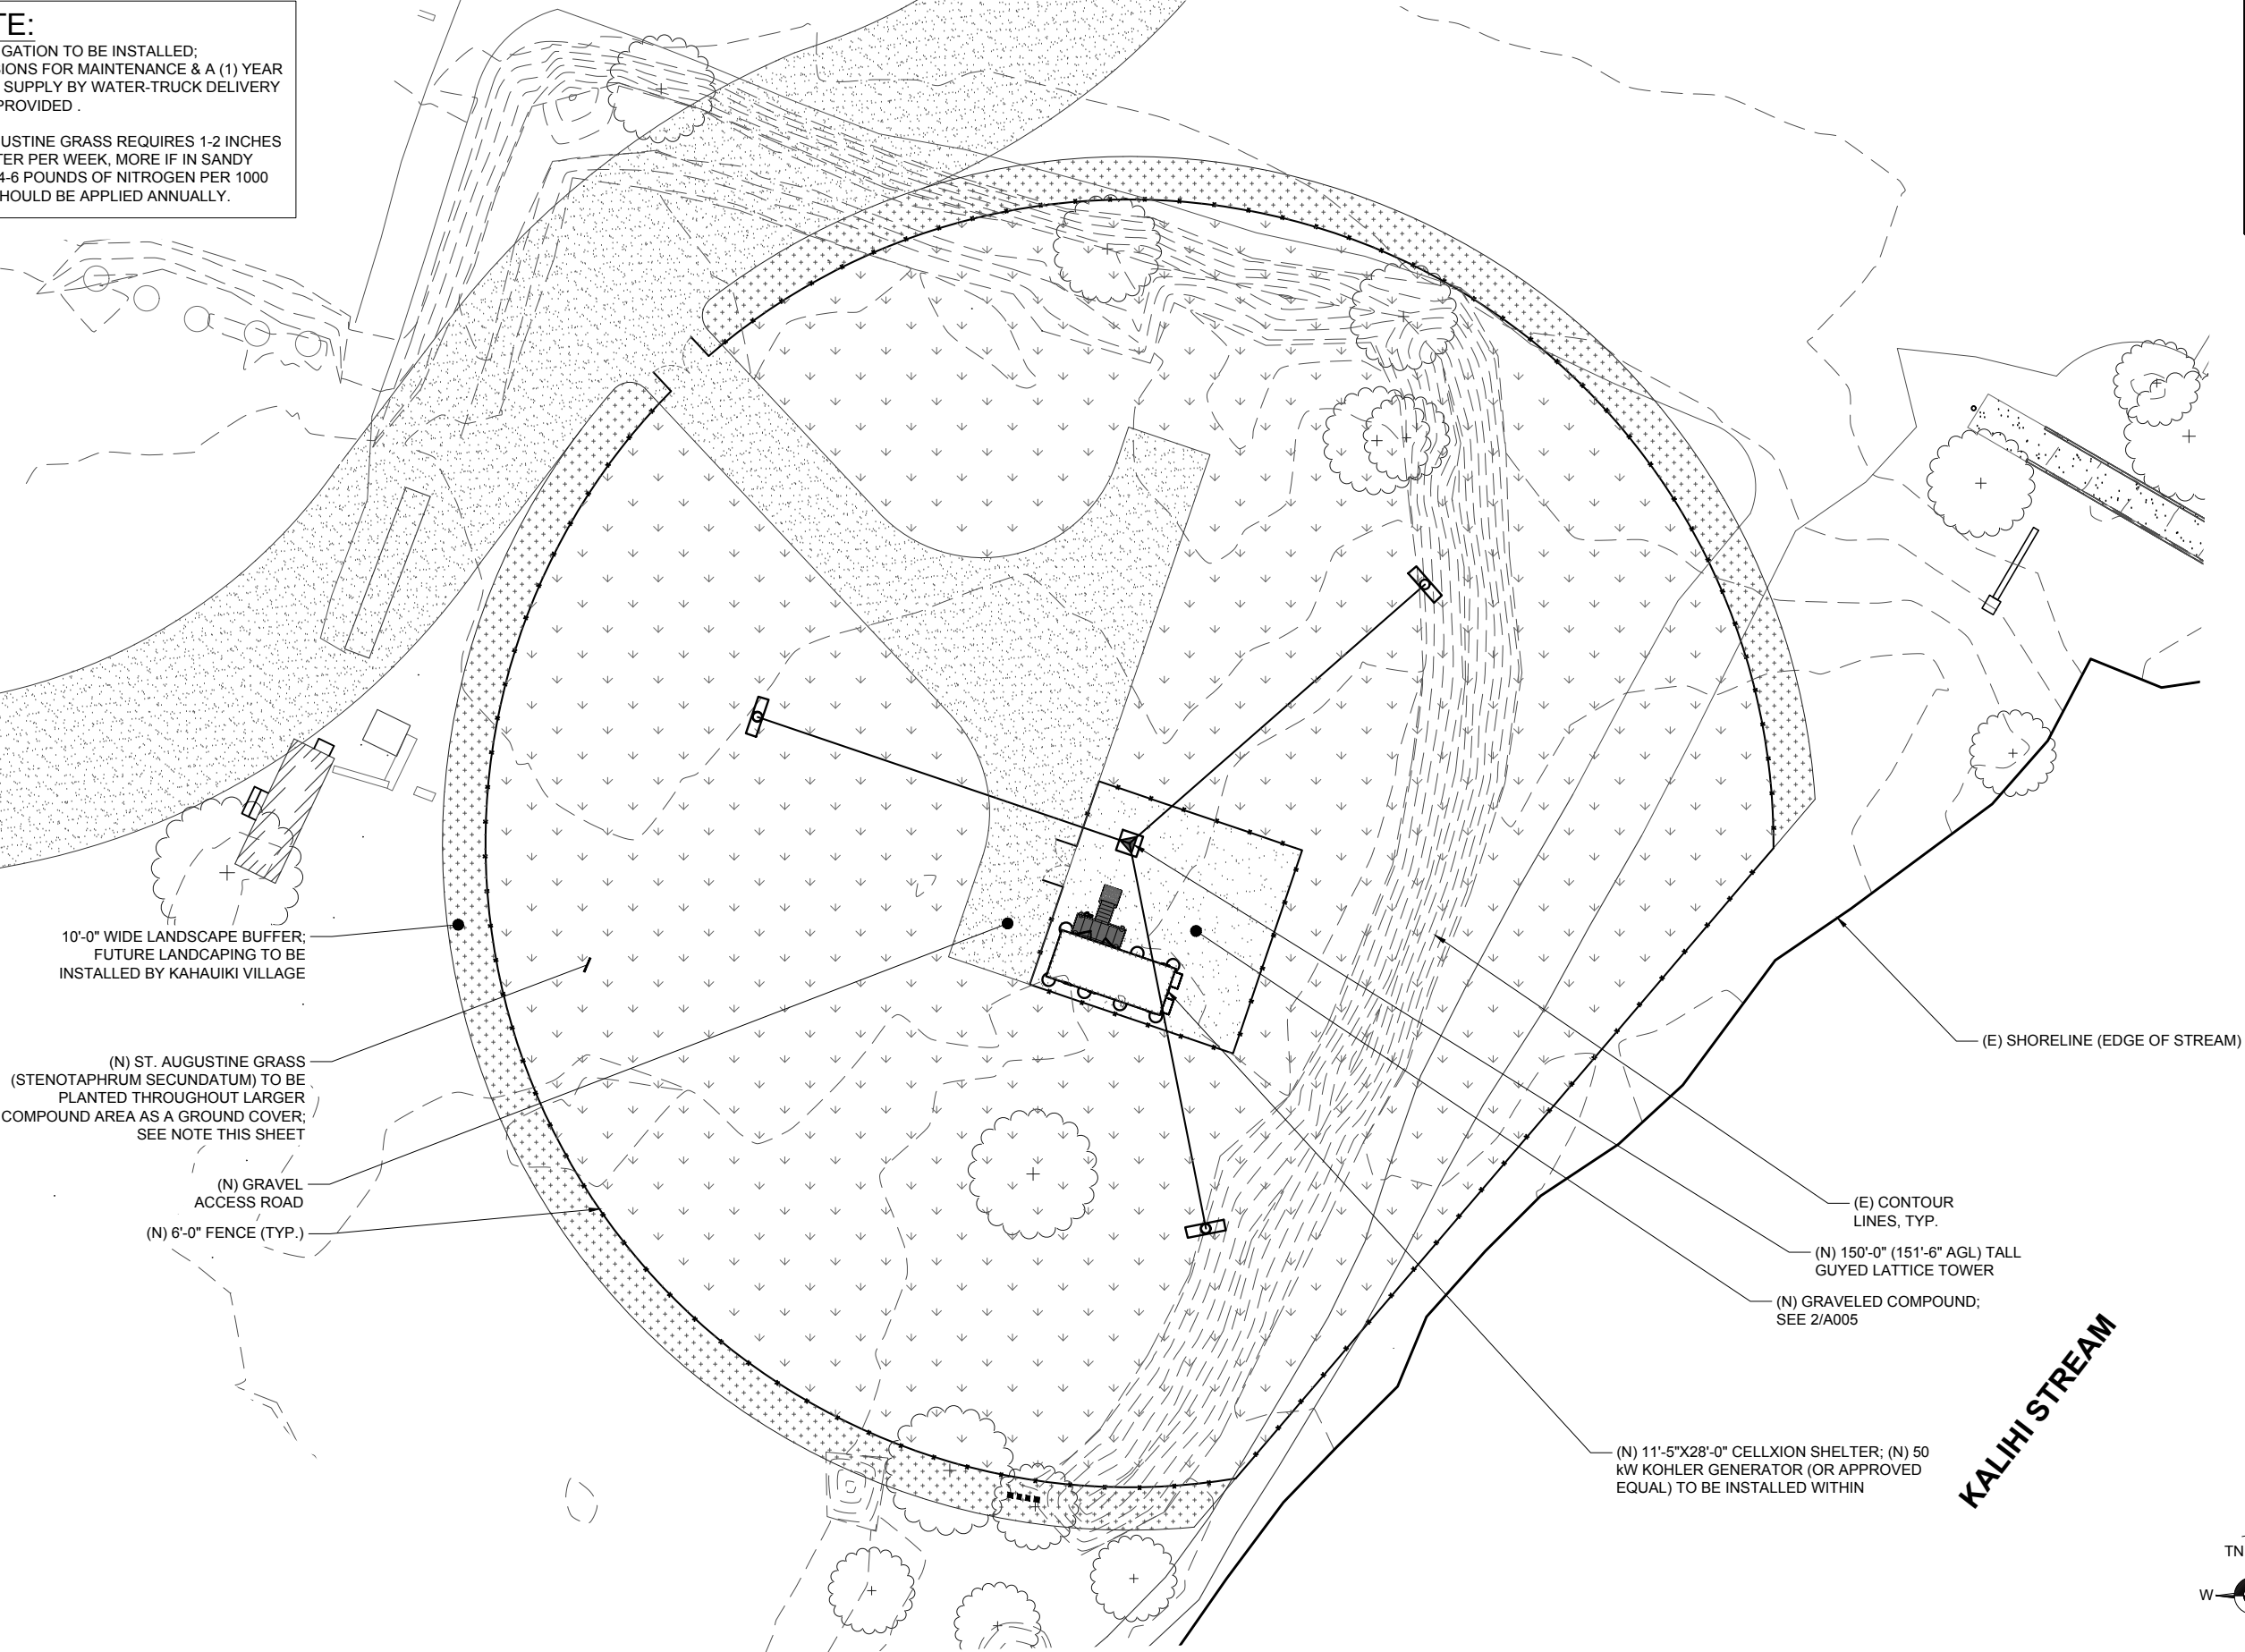 TE:
GATION TO BE INSTALLED;
SIONS FOR MAINTENANCE & A (1) YEAR
SUPPLY BY WATER-TRUCK DELIVERY
PROVIDED .
USTINE GRASS REQUIRES 1-2 INCHES
TER PER WEEK, MORE IF IN SANDY
4-6 POUNDS OF NITROGEN PER 1000
HOULD BE APPLIED ANNUALLY.
10'-0" WIDE LANDSCAPE BUFFER;
FUTURE LANDCAPING TO BE
INSTALLED BY KAHAUIKI VILLAGE
(N) ST. AUGUSTINE GRASS
(STENOTAPHRUM SECUNDATUM) TO BE
PLANTED THROUGHOUT LARGER
COMPOUND AREA AS A GROUND COVER;
SEE NOTE THIS SHEET
(N) GRAVEL
ACCESS ROAD
(N) 6'-0" FENCE (TYP.)
(E) SHORELINE (EDGE OF STREAM)
(E) CONTOUR
LINES, TYP.
(N) 150'-0" (151'-6" AGL) TALL
GUYED LATTICE TOWER
(N) GRAVELED COMPOUND;
SEE 2/A005
(N) 11'-5"X28'-0" CELLXION SHELTER; (N) 50
kW KOHLER GENERATOR (OR APPROVED
EQUAL) TO BE INSTALLED WITHIN
KALIHI STREAM
TN
W